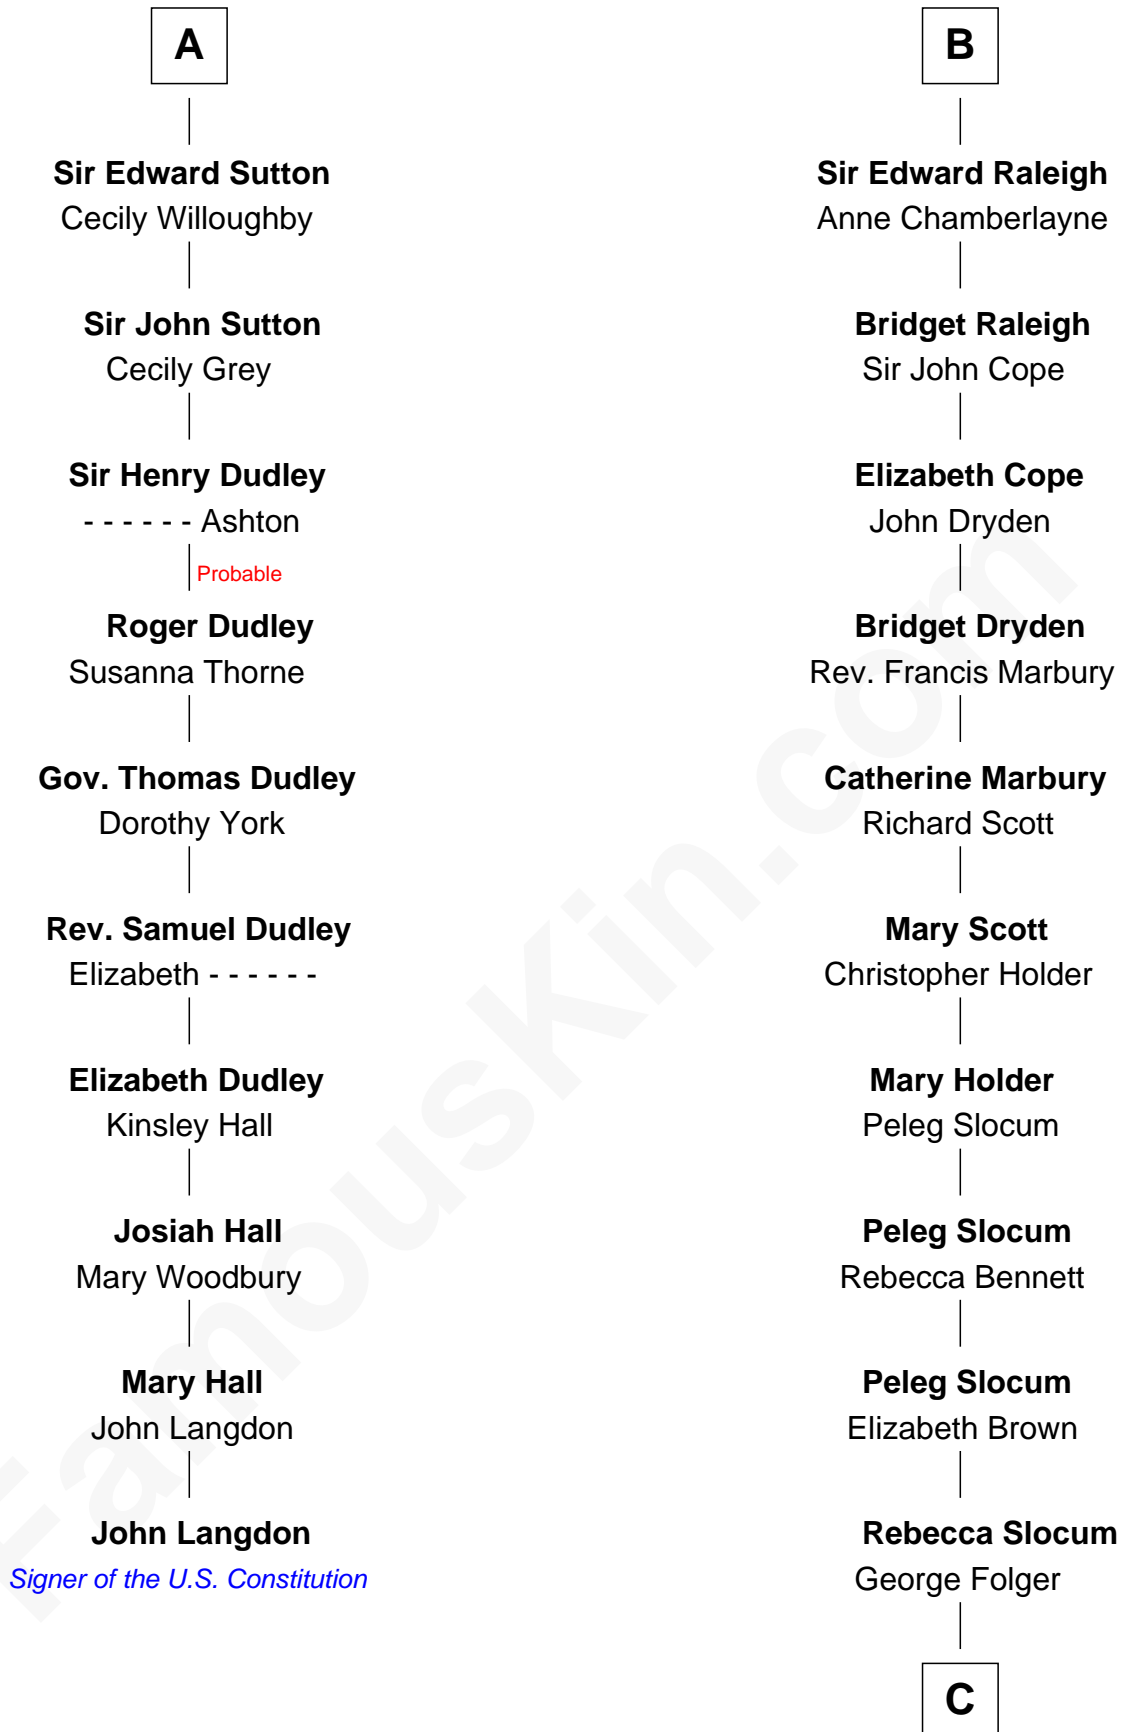 A
Sir Edward Sutton
Cecily Willoughby
Sir John Sutton
Cecily Grey
Sir Henry Dudley
- - - - - - Ashton
Probable
Roger Dudley
Susanna Thorne
Gov. Thomas Dudley
Dorothy York
Rev. Samuel Dudley
Elizabeth - - - - - -
Elizabeth Dudley
Kinsley Hall
Josiah Hall
Mary Woodbury
Mary Hall
John Langdon
John Langdon
Signer of the U.S. Constitution
B
Sir Edward Raleigh
Anne Chamberlayne
Bridget Raleigh
Sir John Cope
Elizabeth Cope
John Dryden
Bridget Dryden
Rev. Francis Marbury
Catherine Marbury
Richard Scott
Mary Scott
Christopher Holder
Mary Holder
Peleg Slocum
Peleg Slocum
Rebecca Bennett
Peleg Slocum
Elizabeth Brown
Rebecca Slocum
George Folger
C
FamousKin.com